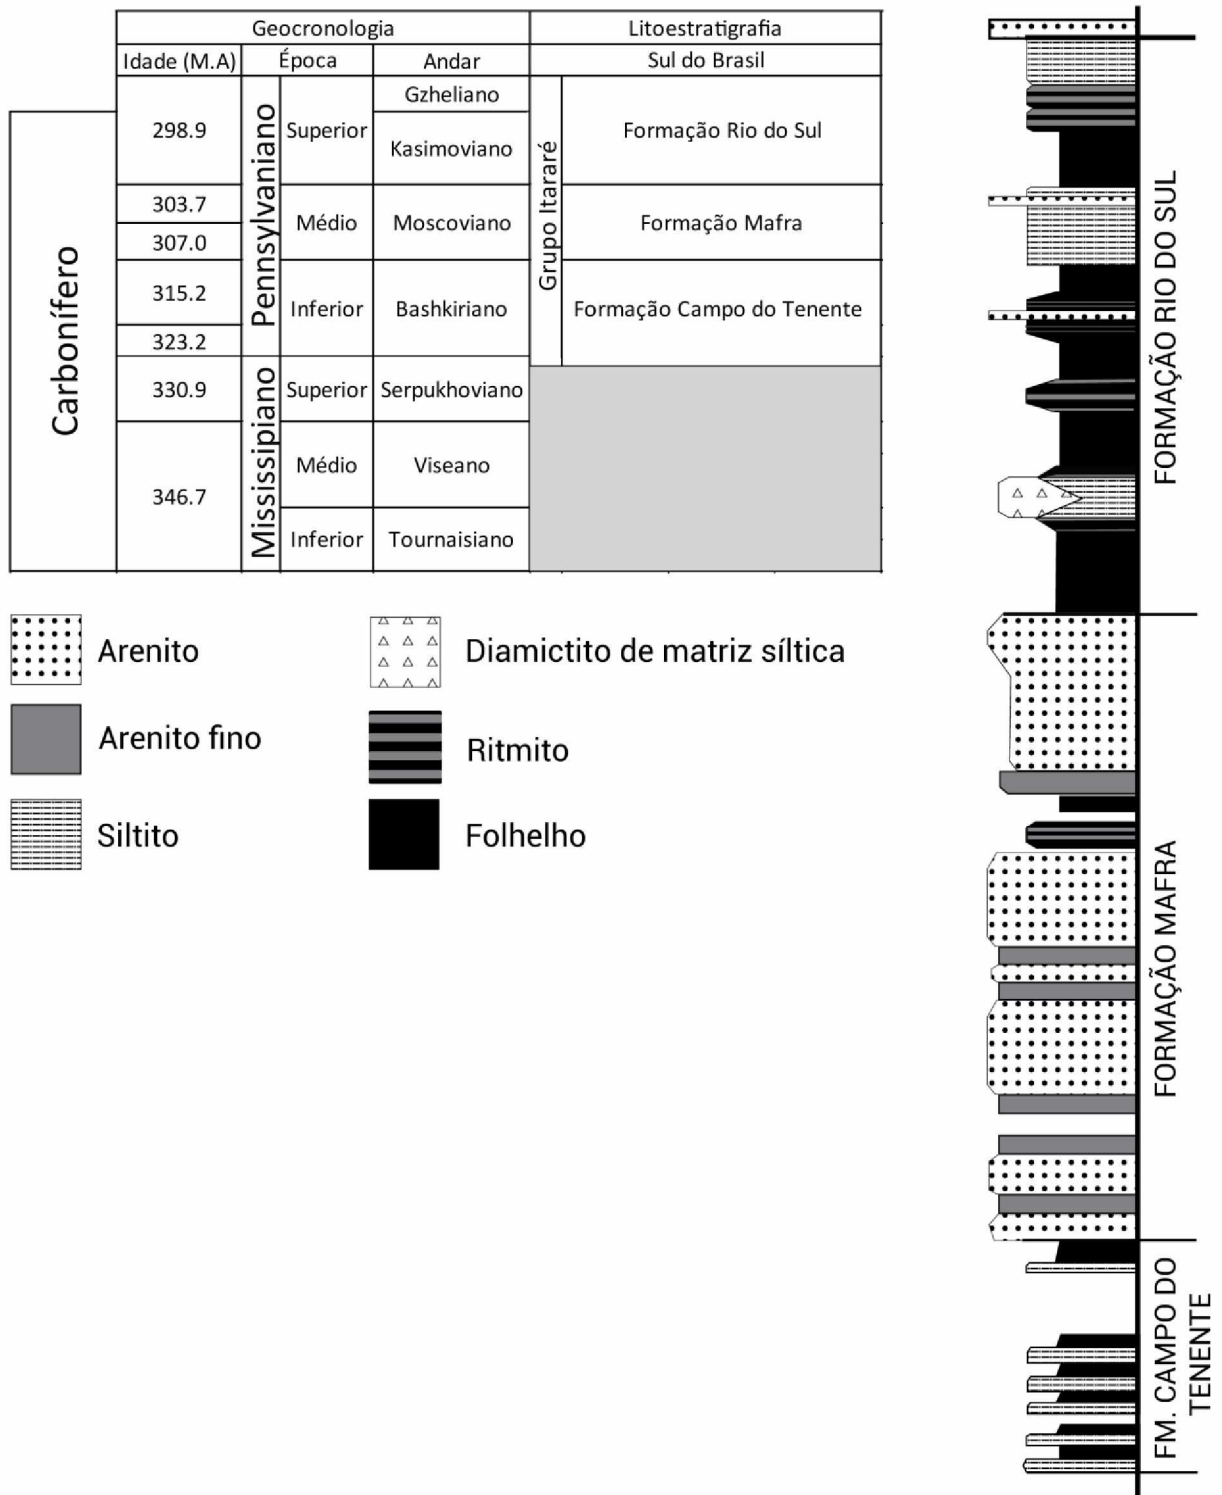 Geocronologia
Litoestratigrafia
Idade (M.A)
Época
Andar
Sul do Brasil
Carbonífero
298.9
303.7
307.0
315.2
323.2
330.9
346.7
Pennsylvaniano
Mississipiano
Superior
Médio
Inferior
Superior
Médio
Inferior
Gzheliano
Kasimoviano
Moscoviano
Bashkiriano
Serpukhoviano
Viseano
Tournaisiano
Grupo Itararé
Formação Rio do Sul
Formação Mafra
Formação Campo do Tenente
Arenito
Arenito fino
Siltito
Diamictito de matriz síltica
Ritmito
Folhelho
FORMAÇÃO RIO DO SUL
FORMAÇÃO MAFRA
FM. CAMPO DO
TENENTE